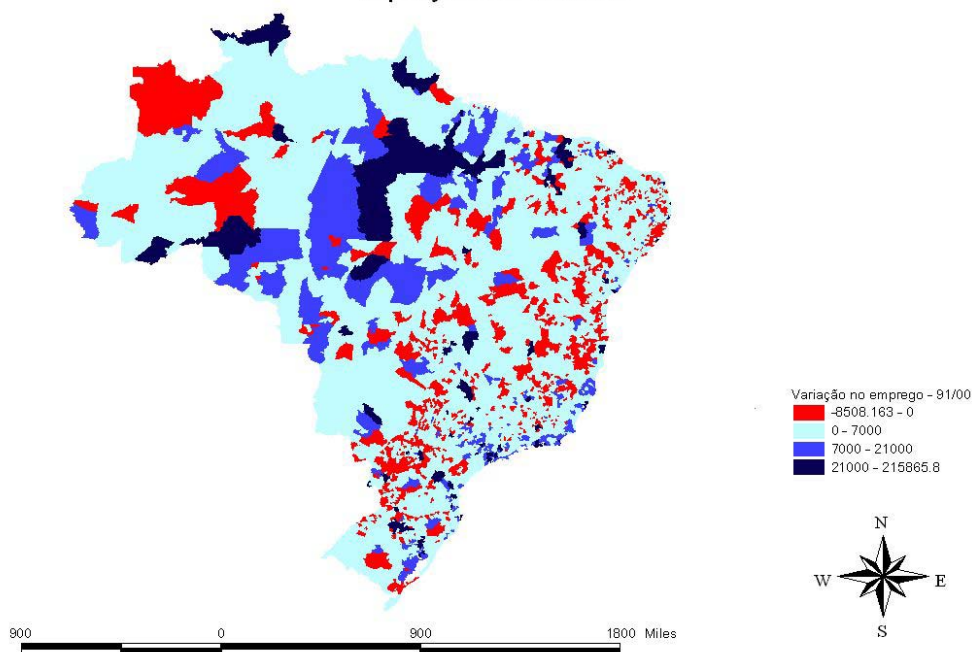 Variação no emprego - 91/00
-8508.163 - 0
0 - 7000
7000 - 21000
21000 - 215865.8
N
W E
S
900 0 900 1800 Miles